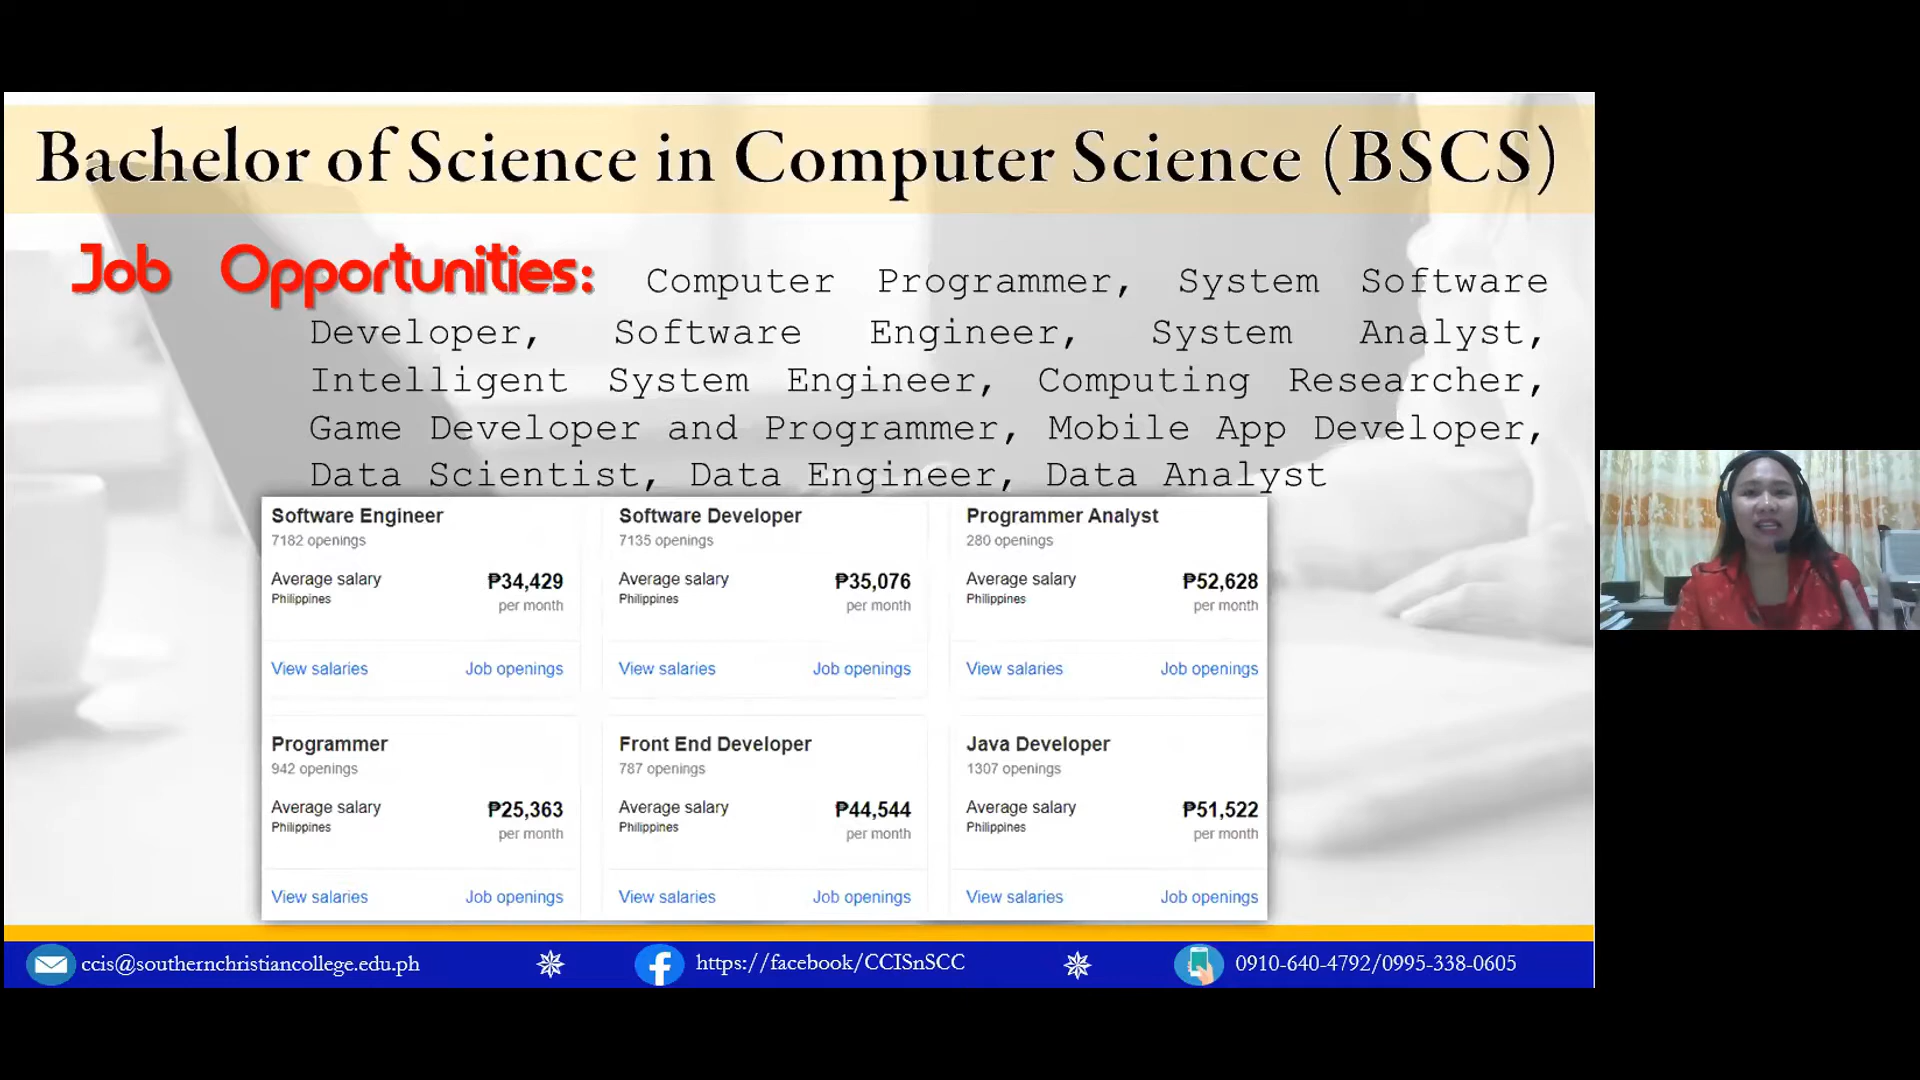 Bachelor of Science in Computer Science (BSCS)
Job Opportunities: Computer Programmer, System Software
Developer, Software Engineer, System Analyst,
Intelligent System Engineer, Computing Researcher,
Game Developer and Programmer, Mobile App Developer,
Data Scientist, Data Engineer, Data Analyst
Software Engineer
7182 openings
Average salary ₱34,429
Philippines per month
View salaries Job openings
Software Developer
7135 openings
Average salary ₱35,076
Philippines per month
View salaries Job openings
Programmer Analyst
280 openings
Average salary ₱52,628
Philippines per month
View salaries Job openings
Programmer
942 openings
Average salary ₱25,363
Philippines per month
View salaries Job openings
Front End Developer
787 openings
Average salary ₱44,544
Philippines per month
View salaries Job openings
Java Developer
1307 openings
Average salary ₱51,522
Philippines per month
View salaries Job openings
ccis@southernchristiancollege.edu.ph https://facebook/CCISnSCC 0910-640-4792/0995-338-0605